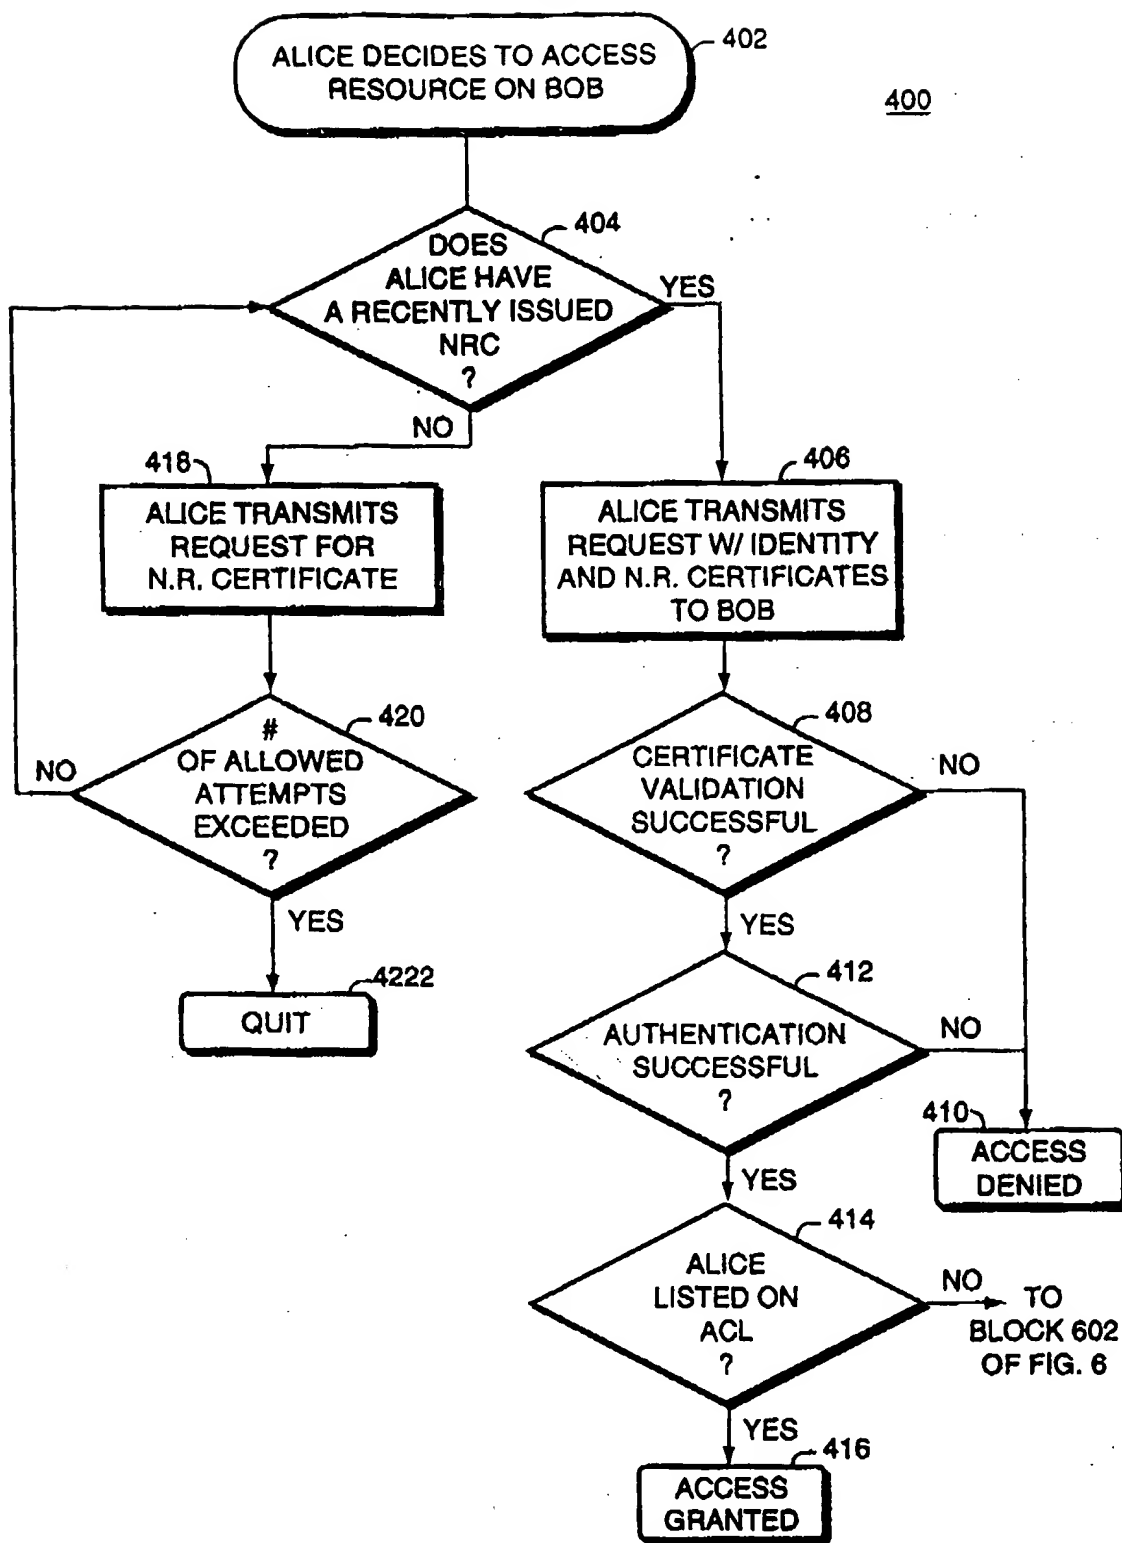 ALICE DECIDES TO ACCESS
RESOURCE ON BOB
402
400
404
DOES
ALICE HAVE
A RECENTLY ISSUED
NRC
?
YES
NO
418
ALICE TRANSMITS
REQUEST FOR
N.R. CERTIFICATE
406
ALICE TRANSMITS
REQUEST W/ IDENTITY
AND N.R. CERTIFICATES
TO BOB
420
#
OF ALLOWED
ATTEMPTS
EXCEEDED
?
NO
YES
4222
QUIT
408
CERTIFICATE
VALIDATION
SUCCESSFUL
?
NO
YES
412
AUTHENTICATION
SUCCESSFUL
?
NO
YES
410
ACCESS
DENIED
414
ALICE
LISTED ON
ACL
?
NO
TO
BLOCK 602
OF FIG. 6
YES
416
ACCESS
GRANTED